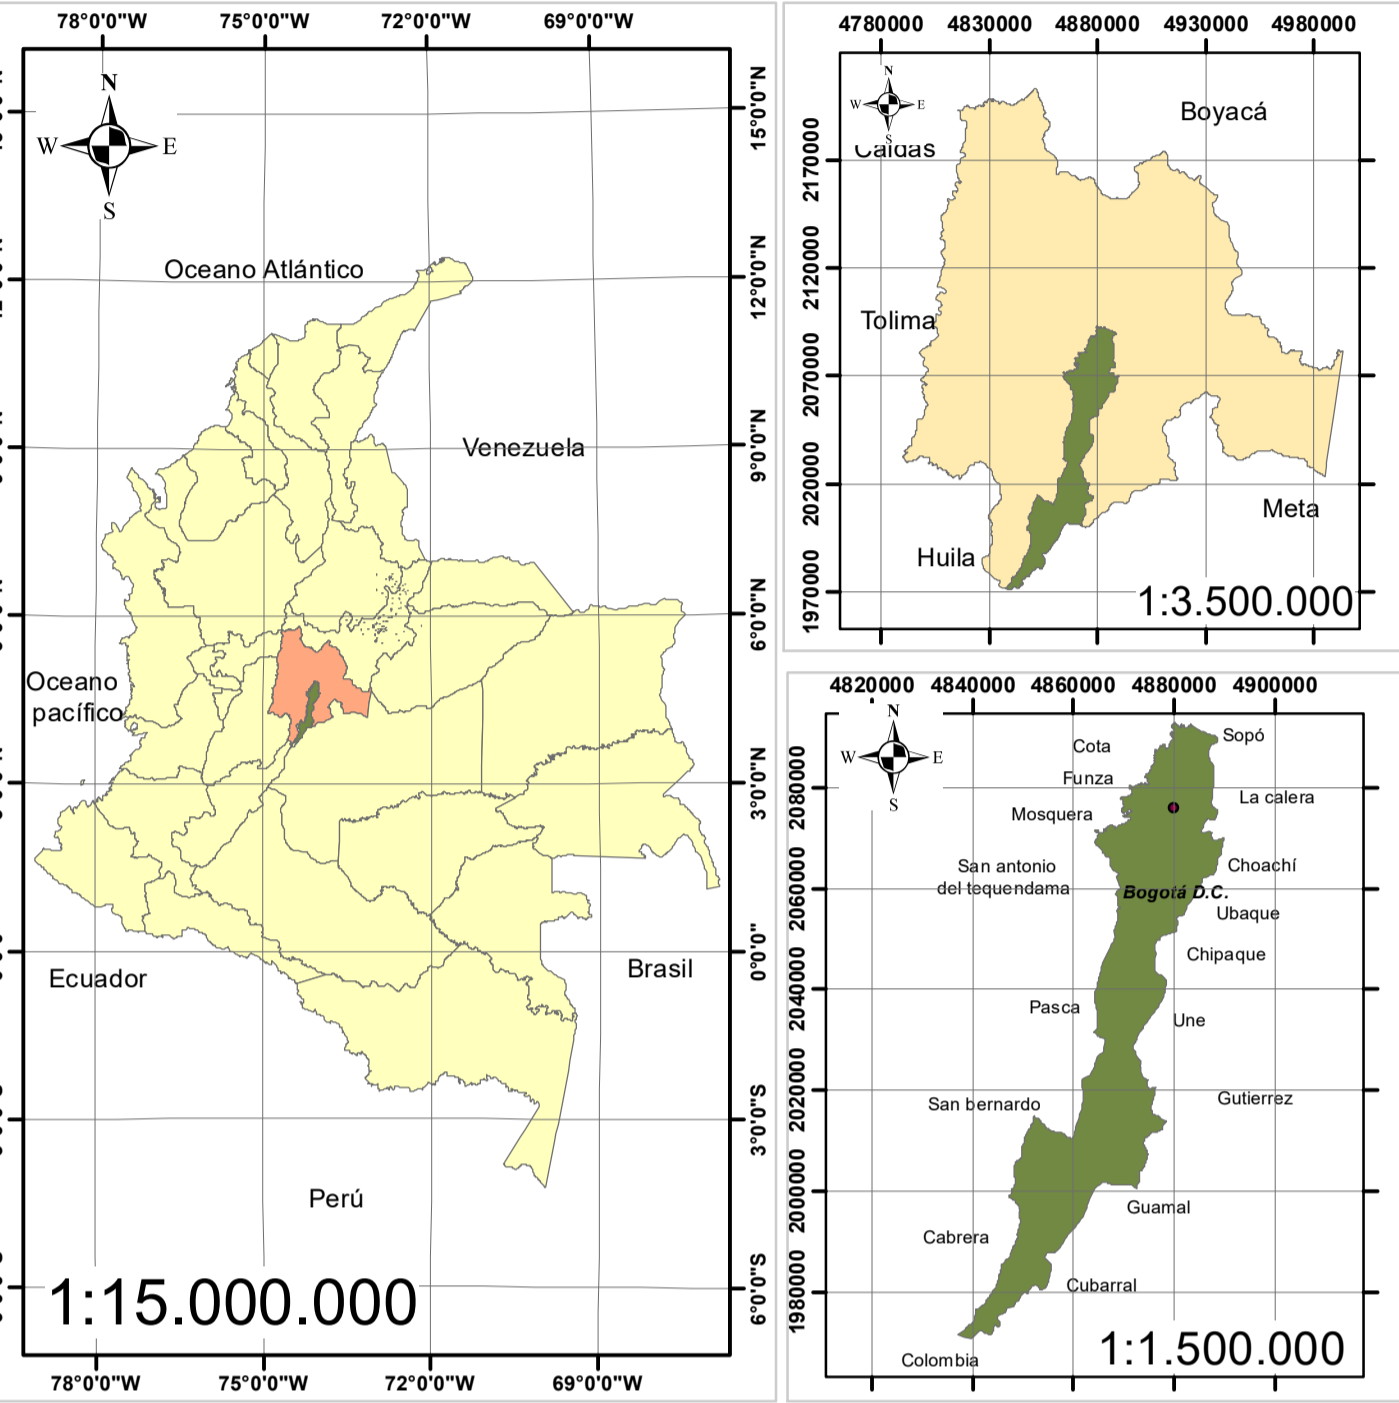 78°0'0"W 75°0'0"W 72°0'0"W 69°0'0"W
N
W E
S
15°0'0"N
12°0'0"N
9°0'0"N
6°0'0"N
3°0'0"N
0°0'0"
3°0'0"S
6°0'0"S
Oceano Atlántico
Venezuela
Oceano
pacífico
Ecuador
Brasil
Perú
1:15.000.000
78°0'0"W 75°0'0"W 72°0'0"W 69°0'0"W
4780000 4830000 4880000 4930000 4980000
N
W E
S
2170000
2120000
2070000
2020000
1970000
Boyacá
Caldas
Tolima
Huila
Meta
1:3.500.000
4820000 4840000 4860000 4880000 4900000
N
W E
S
2080000
2060000
2040000
2020000
2000000
1980000
Sopó
Cota
Funza
La calera
Mosquera
San antonio
del tequendama
Choachí
Bogotá D.C.
Ubaque
Chipaque
Pasca
Une
San bernardo
Gutierrez
Guamal
Cabrera
Cubarral
Colombia
1:1.500.000